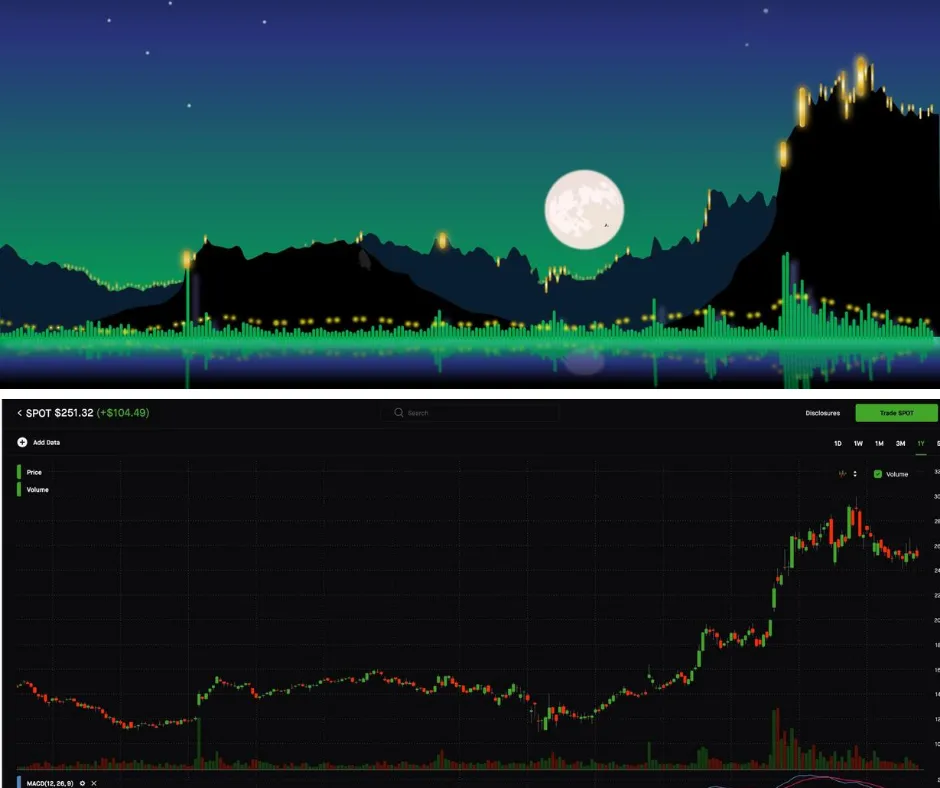 < SPOT $251.32 (+$104.49)
Search
Disclosures
Trade SPOT
Add Data
1D 1W 1M 3M 1Y
Price
Volume
Volume
MACD(12, 26, 9)